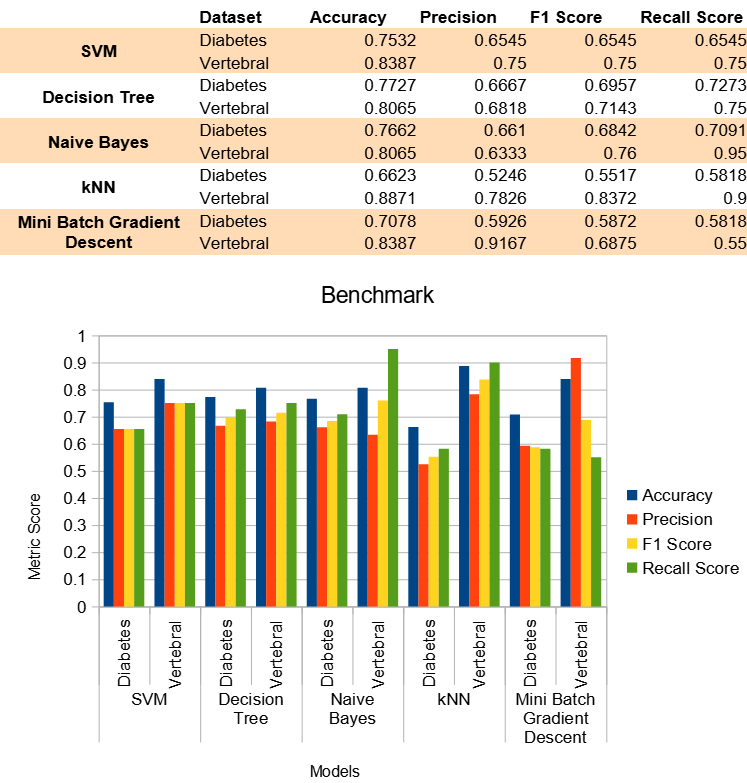 Dataset Accuracy Precision F1 Score Recall Score
SVM
Diabetes 0.7532 0.6545 0.6545 0.6545
Vertebral 0.8387 0.75 0.75 0.75
Decision Tree
Diabetes 0.7727 0.6667 0.6957 0.7273
Vertebral 0.8065 0.6818 0.7143 0.75
Naive Bayes
Diabetes 0.7662 0.661 0.6842 0.7091
Vertebral 0.8065 0.6333 0.76 0.95
kNN
Diabetes 0.6623 0.5246 0.5517 0.5818
Vertebral 0.8871 0.7826 0.8372 0.9
Mini Batch Gradient
Descent
Diabetes 0.7078 0.5926 0.5872 0.5818
Vertebral 0.8387 0.9167 0.6875 0.55
Benchmark
Metric Score
1
0.9
0.8
0.7
0.6
0.5
0.4
0.3
0.2
0.1
0
Accuracy
Precision
F1 Score
Recall Score
Diabetes Vertebral Diabetes Vertebral Diabetes Vertebral Diabetes Vertebral Diabetes Vertebral
SVM
Decision
Tree
Naive
Bayes
kNN
Mini Batch
Gradient
Descent
Models